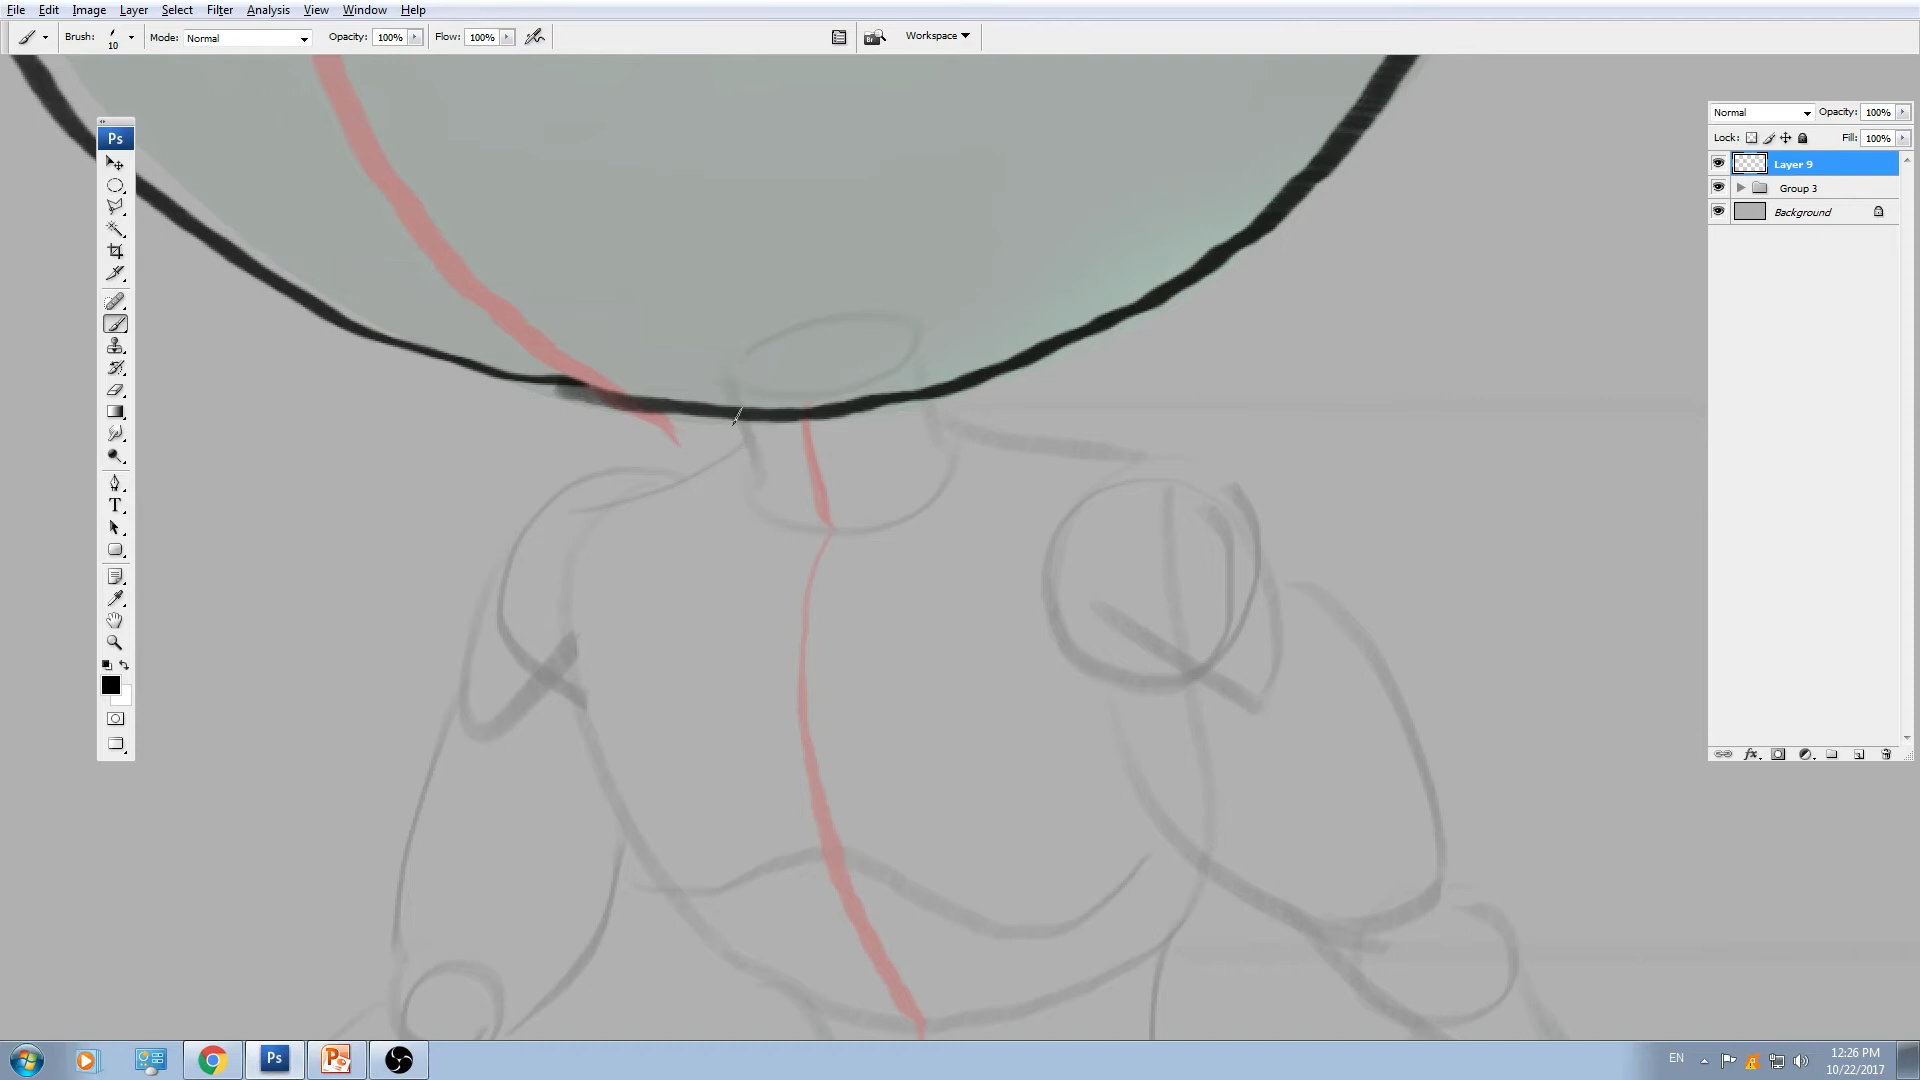 File Edit Image Layer Select Filter Analysis View Window Help
Brush: 10 Mode: Normal Opacity: 100% Flow: 100% Workspace
Ps
Normal Opacity: 100%
Lock: Fill: 100%
Layer 9
Group 3
Background
T
fx
Ps
EN
12:26 PM
10/22/2017